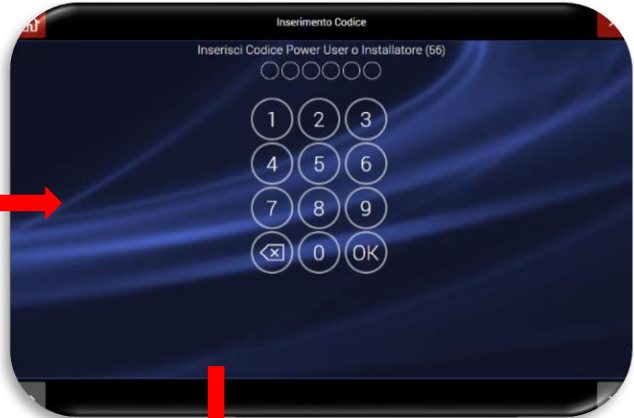 Inserimento Codice
Inserisci Codice Power User o Installatore (56)
1 2 3
4 5 6
7 8 9
0 OK